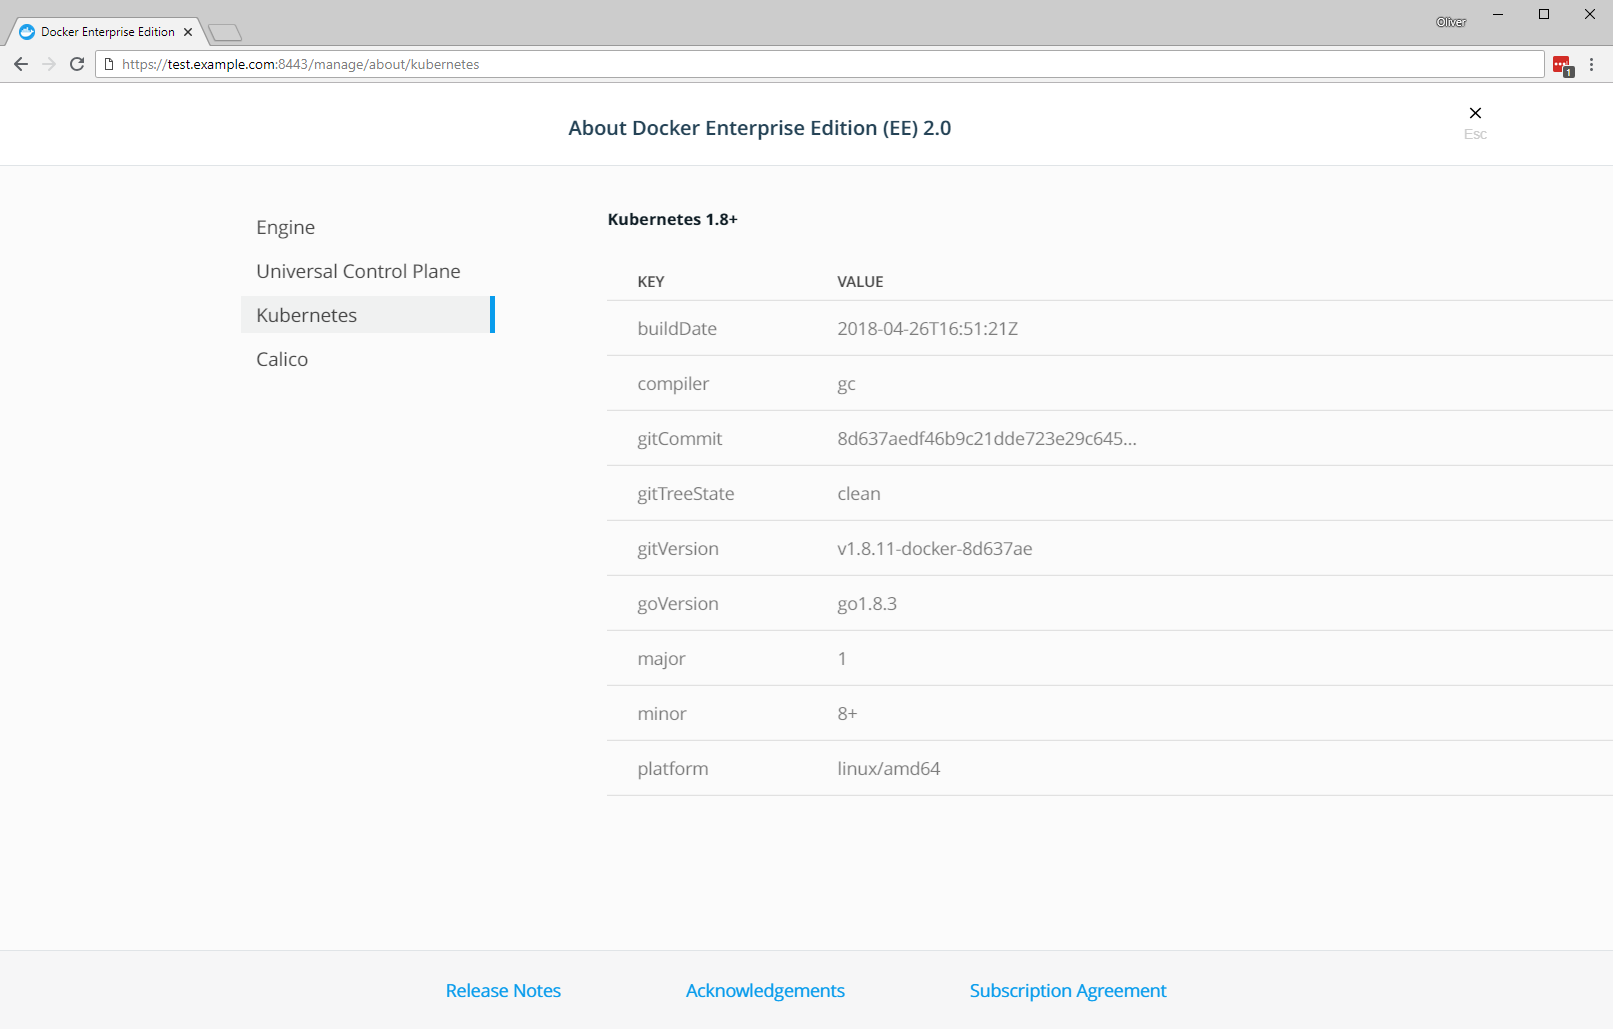 Docker Enterprise Edition
Oliver
https://test.example.com:8443/manage/about/kubernetes
1
About Docker Enterprise Edition (EE) 2.0
Esc
Engine
Universal Control Plane
Kubernetes
Calico
Kubernetes 1.8+
KEY VALUE
buildDate 2018-04-26T16:51:21Z
compiler gc
gitCommit 8d637aedf46b9c21dde723e29c645...
gitTreeState clean
gitVersion v1.8.11-docker-8d637ae
goVersion go1.8.3
major 1
minor 8+
platform linux/amd64
Release Notes Acknowledgements Subscription Agreement